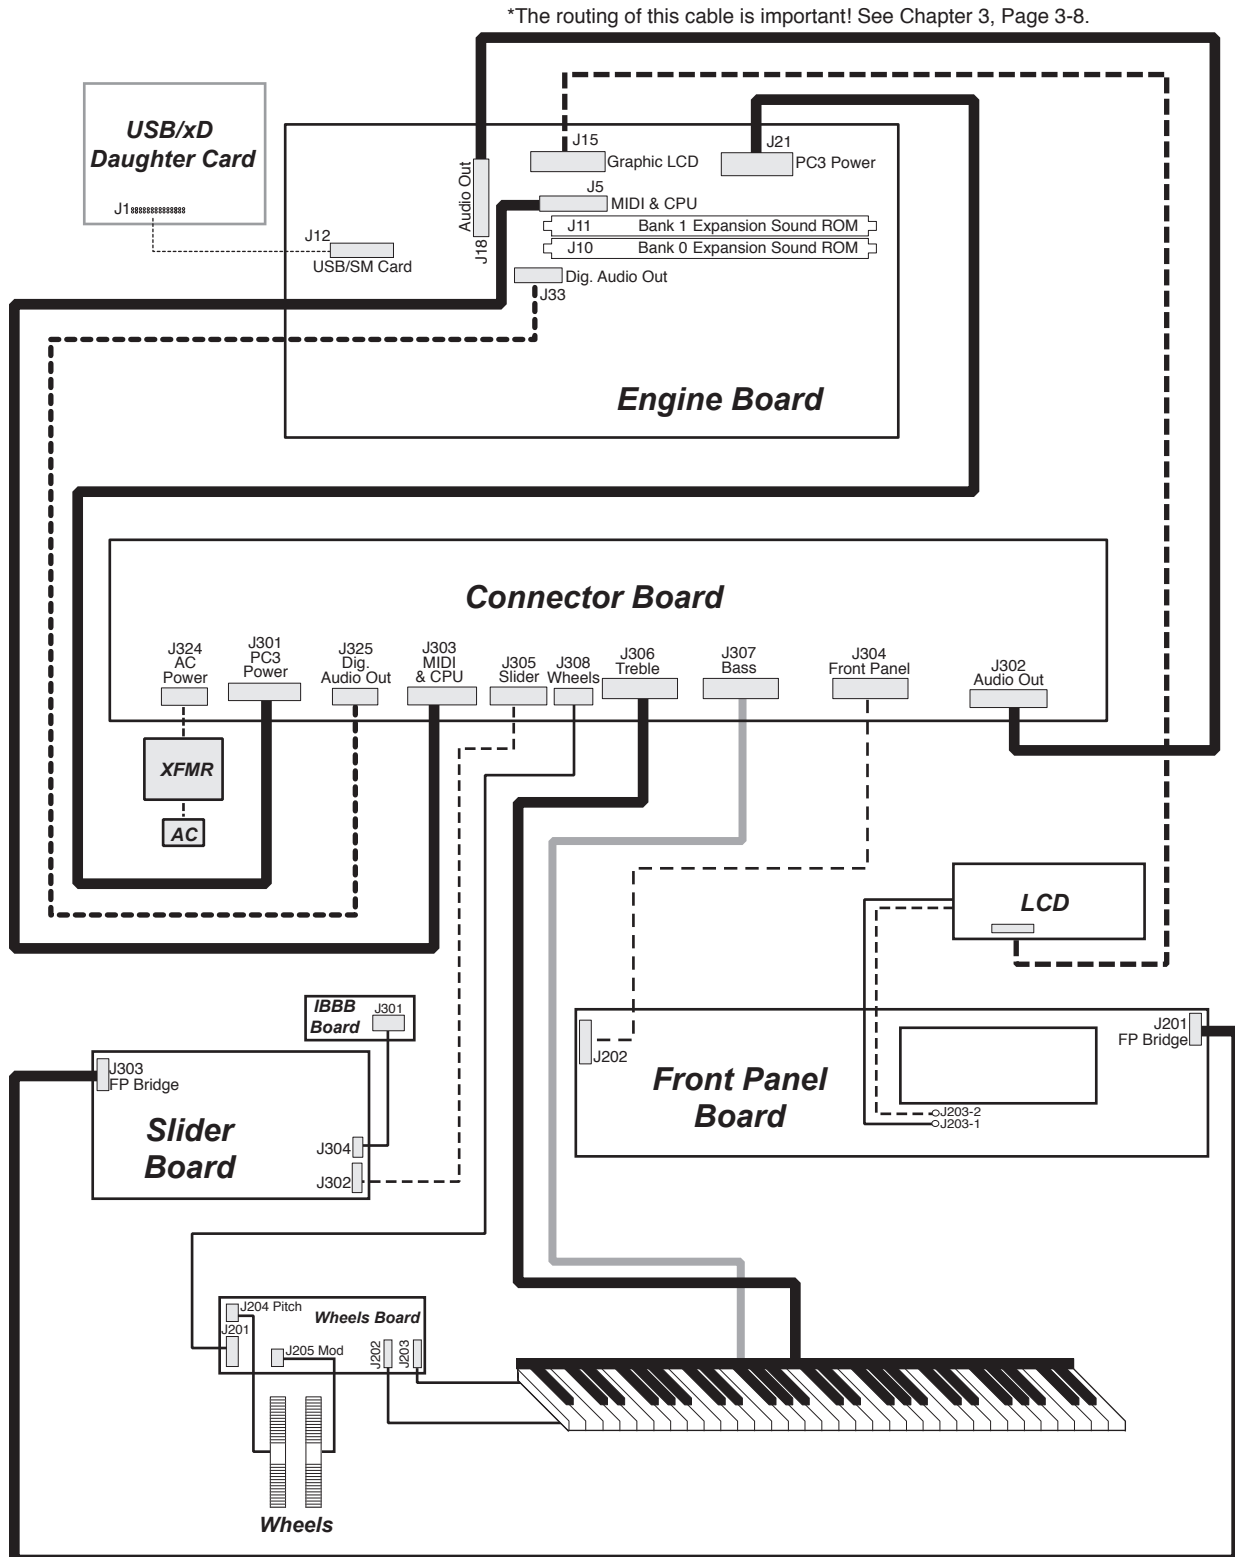 *The routing of this cable is important! See Chapter 3, Page 3-8.
USB/xD
Daughter Card
J1
J12
USB/SM Card
Audio Out
J18
J15
Graphic LCD
J21
PC3 Power
J5
MIDI & CPU
J11 Bank 1 Expansion Sound ROM
J10 Bank 0 Expansion Sound ROM
Dig. Audio Out
J33
Engine Board
Connector Board
J324
AC
Power
J301
PC3
Power
J325
Dig.
Audio Out
J303
MIDI
& CPU
J305
Slider
J308
Wheels
J306
Treble
J307
Bass
J304
Front Panel
J302
Audio Out
XFMR
AC
LCD
IBBB
Board
J301
J303
FP Bridge
Slider
Board
J304
J302
J202
Front Panel
Board
J201
FP Bridge
J203-2
J203-1
J204 Pitch
J201
Wheels Board
J205 Mod
J202
J203
Wheels